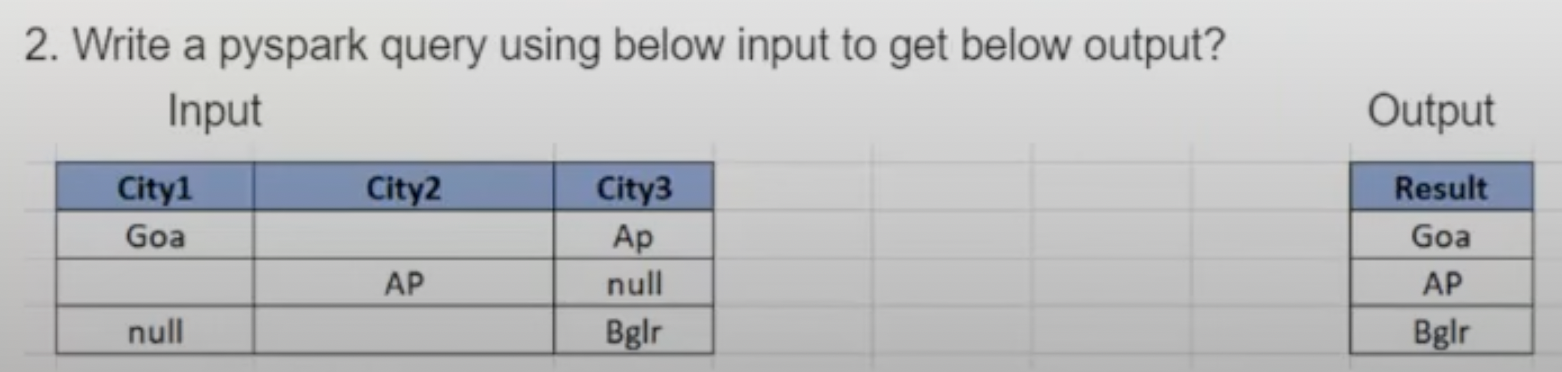 2. Write a pyspark query using below input to get below output?
Input Output
City1 City2 City3 Result
Goa Ap Goa
AP null AP
null Bglr Bglr